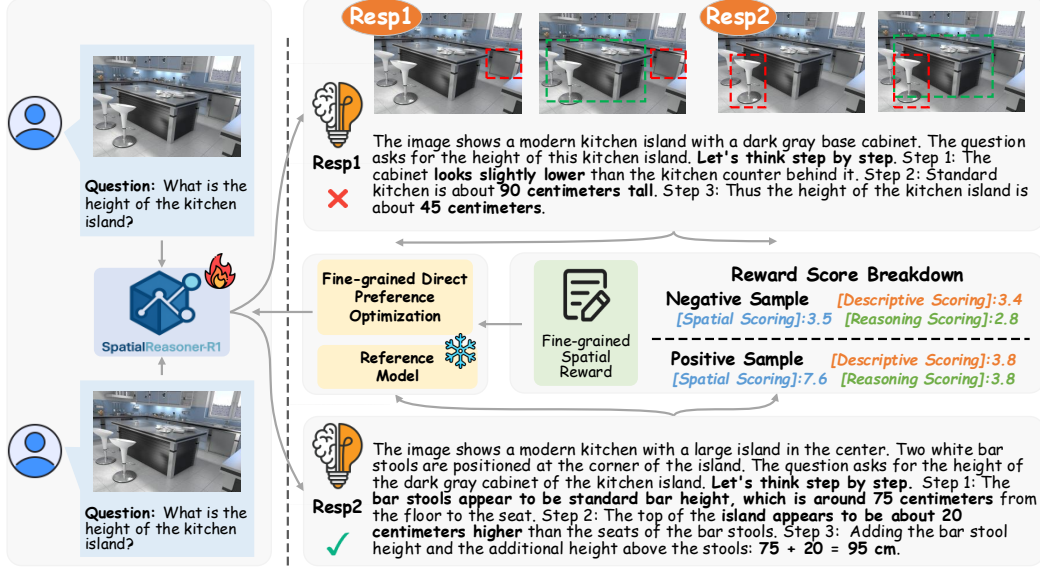 Resp1
Resp2
Question: What is the
height of the kitchen
island?
Resp1
The image shows a modern kitchen island with a dark gray base cabinet. The question
asks for the height of this kitchen island. Let's think step by step. Step 1: The
cabinet looks slightly lower than the kitchen counter behind it. Step 2: Standard
kitchen is about 90 centimeters tall. Step 3: Thus the height of the kitchen island is
about 45 centimeters.
SpatialReasoner-R1
Fine-grained Direct
Preference
Optimization
Reference
Model
Fine-grained
Spatial
Reward
Reward Score Breakdown
Negative Sample [Descriptive Scoring]:3.4
[Spatial Scoring]:3.5 [Reasoning Scoring]:2.8
Positive Sample [Descriptive Scoring]:3.8
[Spatial Scoring]:7.6 [Reasoning Scoring]:3.8
Question: What is the
height of the kitchen
island?
Resp2
The image shows a modern kitchen with a large island in the center. Two white bar
stools are positioned at the corner of the island. The question asks for the height of
the dark gray cabinet of the kitchen island. Let's think step by step. Step 1: The
bar stools appear to be standard bar height, which is around 75 centimeters from
the floor to the seat. Step 2: The top of the island appears to be about 20
centimeters higher than the seats of the bar stools. Step 3: Adding the bar stool
height and the additional height above the stools: 75 + 20 = 95 cm.